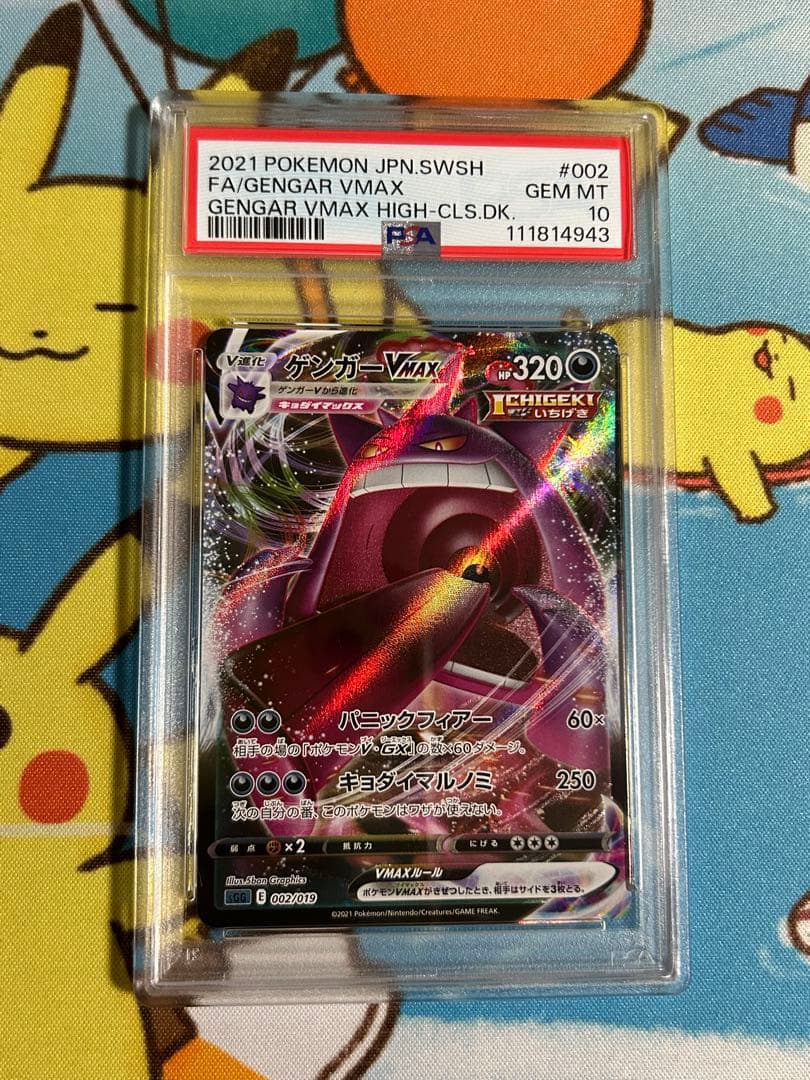 2021 POKEMON JPN.SWSH #002
FA/GENGAR VMAX GEM MT
GENGAR VMAX HIGH-CLS.DK. 10
PSA 111814943
V進化 ゲンガーVMAX HP320
ゲンガーVから進化
キョダイマックス
ICHIGEKI
いちげき
パニックフィアー 60×
相手の場の「ポケモンV・GX」の数×60ダメージ。
キョダイマルノミ 250
次の自分の番、このポケモンはワザが使えない。
弱点 ×2 抵抗力 にげる
VMAXルール
ポケモンVMAXがきぜつしたとき、相手はサイドを3枚とる。
Illus. 5ban Graphics
sGG E 002/019
©2021 Pokémon/Nintendo/Creatures/GAME FREAK.